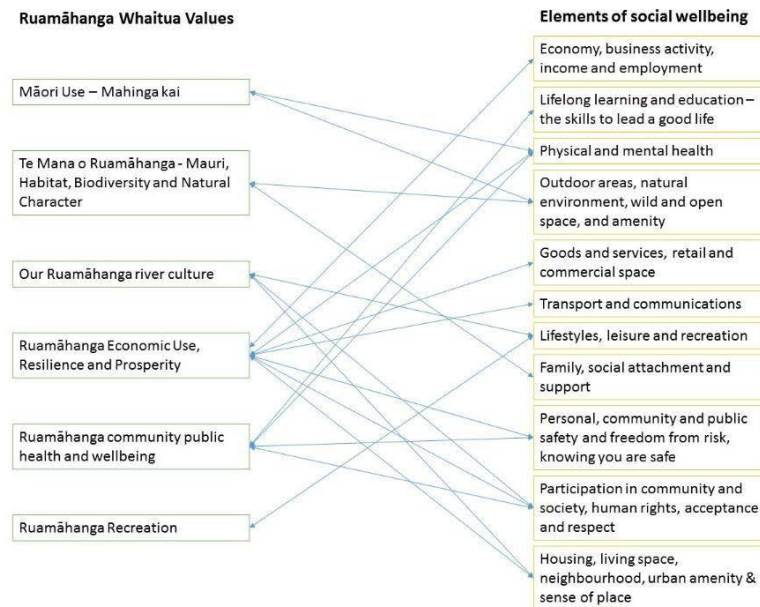 Ruamāhanga Whaitua Values
Māori Use – Mahinga kai
Te Mana o Ruamāhanga - Mauri,
Habitat, Biodiversity and Natural
Character
Our Ruamāhanga river culture
Ruamāhanga Economic Use,
Resilience and Prosperity
Ruamāhanga community public
health and wellbeing
Ruamāhanga Recreation
Elements of social wellbeing
Economy, business activity,
income and employment
Lifelong learning and education –
the skills to lead a good life
Physical and mental health
Outdoor areas, natural
environment, wild and open
space, and amenity
Goods and services, retail and
commercial space
Transport and communications
Lifestyles, leisure and recreation
Family, social attachment and
support
Personal, community and public
safety and freedom from risk,
knowing you are safe
Participation in community and
society, human rights, acceptance
and respect
Housing, living space,
neighbourhood, urban amenity &
sense of place